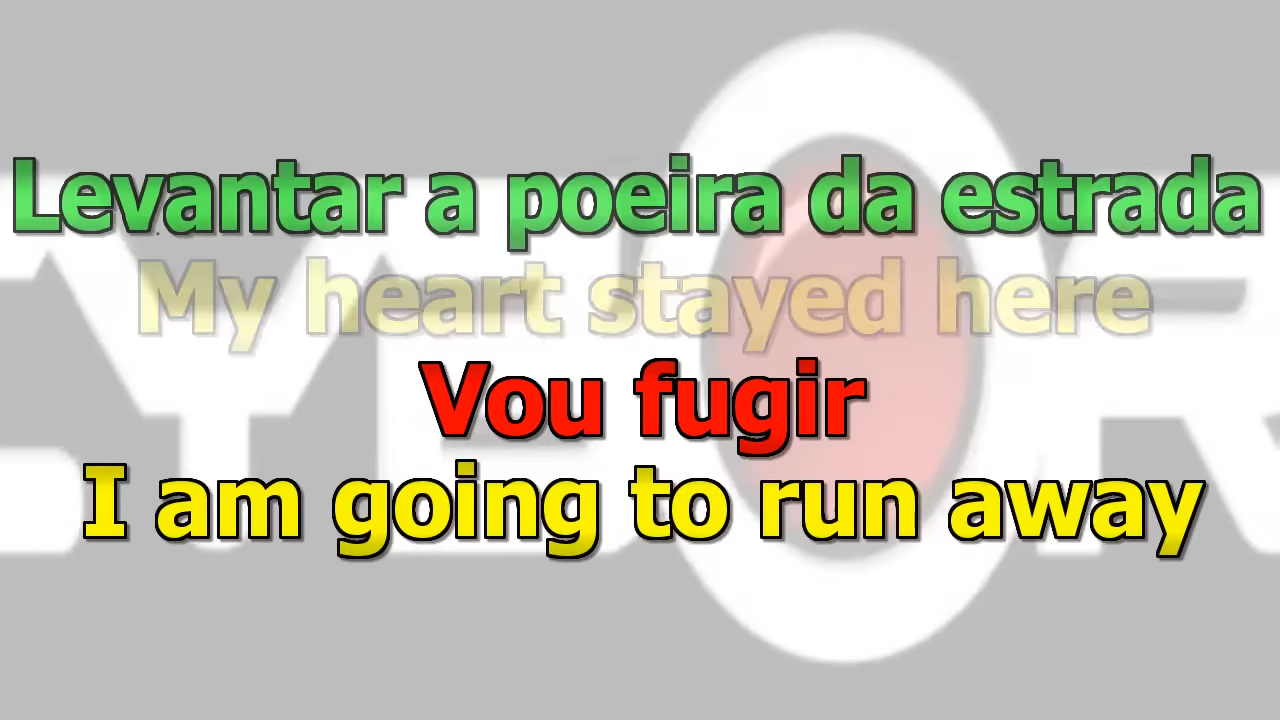 Levantar a poeira da estrada
My heart stayed here
Vou fugir
I am going to run away